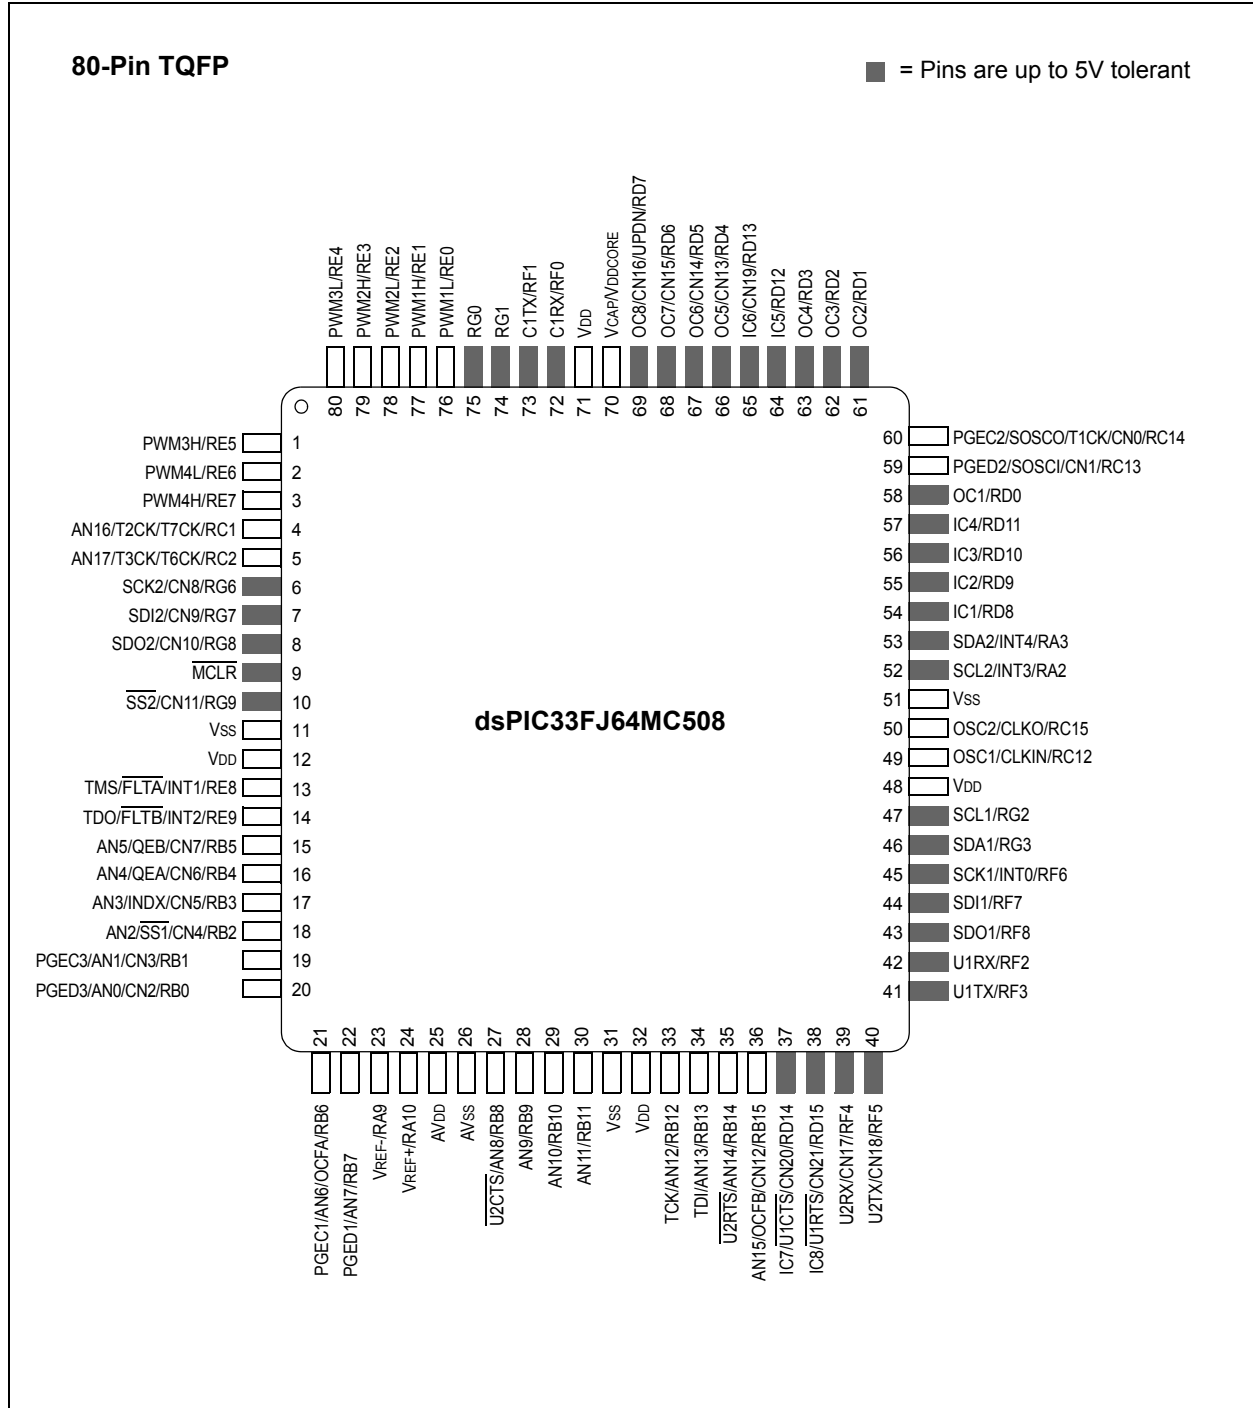 80-Pin TQFP
= Pins are up to 5V tolerant
80 PWM3L/RE4
79 PWM2H/RE3
78 PWM2L/RE2
77 PWM1H/RE1
76 PWM1L/RE0
75 RG0
74 RG1
73 C1TX/RF1
72 C1RX/RF0
71 VDD
70 VCAP/VDDCORE
69 OC8/CN16/UPDN/RD7
68 OC7/CN15/RD6
67 OC6/CN14/RD5
66 OC5/CN13/RD4
65 IC6/CN19/RD13
64 IC5/RD12
63 OC4/RD3
62 OC3/RD2
61 OC2/RD1
PWM3H/RE5 1
PWM4L/RE6 2
PWM4H/RE7 3
AN16/T2CK/T7CK/RC1 4
AN17/T3CK/T6CK/RC2 5
SCK2/CN8/RG6 6
SDI2/CN9/RG7 7
SDO2/CN10/RG8 8
MCLR 9
SS2/CN11/RG9 10
VSS 11
VDD 12
TMS/FLTA/INT1/RE8 13
TDO/FLTB/INT2/RE9 14
AN5/QEB/CN7/RB5 15
AN4/QEA/CN6/RB4 16
AN3/INDX/CN5/RB3 17
AN2/SS1/CN4/RB2 18
PGEC3/AN1/CN3/RB1 19
PGED3/AN0/CN2/RB0 20
dsPIC33FJ64MC508
60 PGEC2/SOSCO/T1CK/CN0/RC14
59 PGED2/SOSCI/CN1/RC13
58 OC1/RD0
57 IC4/RD11
56 IC3/RD10
55 IC2/RD9
54 IC1/RD8
53 SDA2/INT4/RA3
52 SCL2/INT3/RA2
51 VSS
50 OSC2/CLKO/RC15
49 OSC1/CLKIN/RC12
48 VDD
47 SCL1/RG2
46 SDA1/RG3
45 SCK1/INT0/RF6
44 SDI1/RF7
43 SDO1/RF8
42 U1RX/RF2
41 U1TX/RF3
21 PGEC1/AN6/OCFA/RB6
22 PGED1/AN7/RB7
23 VREF-/RA9
24 VREF+/RA10
25 AVDD
26 AVSS
27 U2CTS/AN8/RB8
28 AN9/RB9
29 AN10/RB10
30 AN11/RB11
31 VSS
32 VDD
33 TCK/AN12/RB12
34 TDI/AN13/RB13
35 U2RTS/AN14/RB14
36 AN15/OCFB/CN12/RB15
37 IC7/U1CTS/CN20/RD14
38 IC8/U1RTS/CN21/RD15
39 U2RX/CN17/RF4
40 U2TX/CN18/RF5